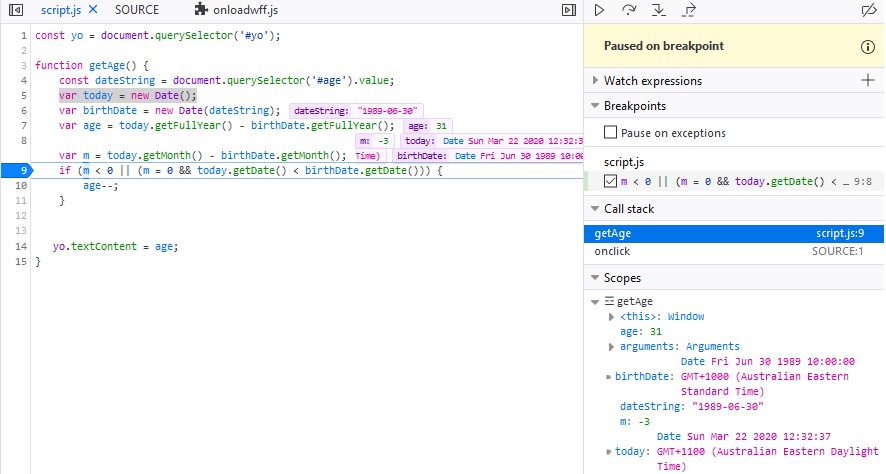 script.js SOURCE onloadwff.js
1 const yo = document.querySelector('#yo');
2
3 function getAge() {
4 const dateString = document.querySelector('#age').value;
5 var today = new Date();
6 var birthDate = new Date(dateString); dateString: "1989-06-30"
7 var age = today.getFullYear() - birthDate.getFullYear(); age: 31
8 m: -3 today: Date Sun Mar 22 2020 12:32:3
var m = today.getMonth() - birthDate.getMonth(); Time) birthDate: Date Fri Jun 30 1989 10:00
9 if (m < 0 || (m = 0 && today.getDate() < birthDate.getDate())) {
10 age--;
11 }
12
13
14 yo.textContent = age;
15 }
Paused on breakpoint
Watch expressions
Breakpoints
Pause on exceptions
script.js
m < 0 || (m = 0 && today.getDate() < … 9:8
Call stack
getAge script.js:9
onclick SOURCE:1
Scopes
getAge
<this>: Window
age: 31
arguments: Arguments
Date Fri Jun 30 1989 10:00:00
birthDate: GMT+1000 (Australian Eastern
Standard Time)
dateString: "1989-06-30"
m: -3
Date Sun Mar 22 2020 12:32:37
today: GMT+1100 (Australian Eastern Daylight
Time)